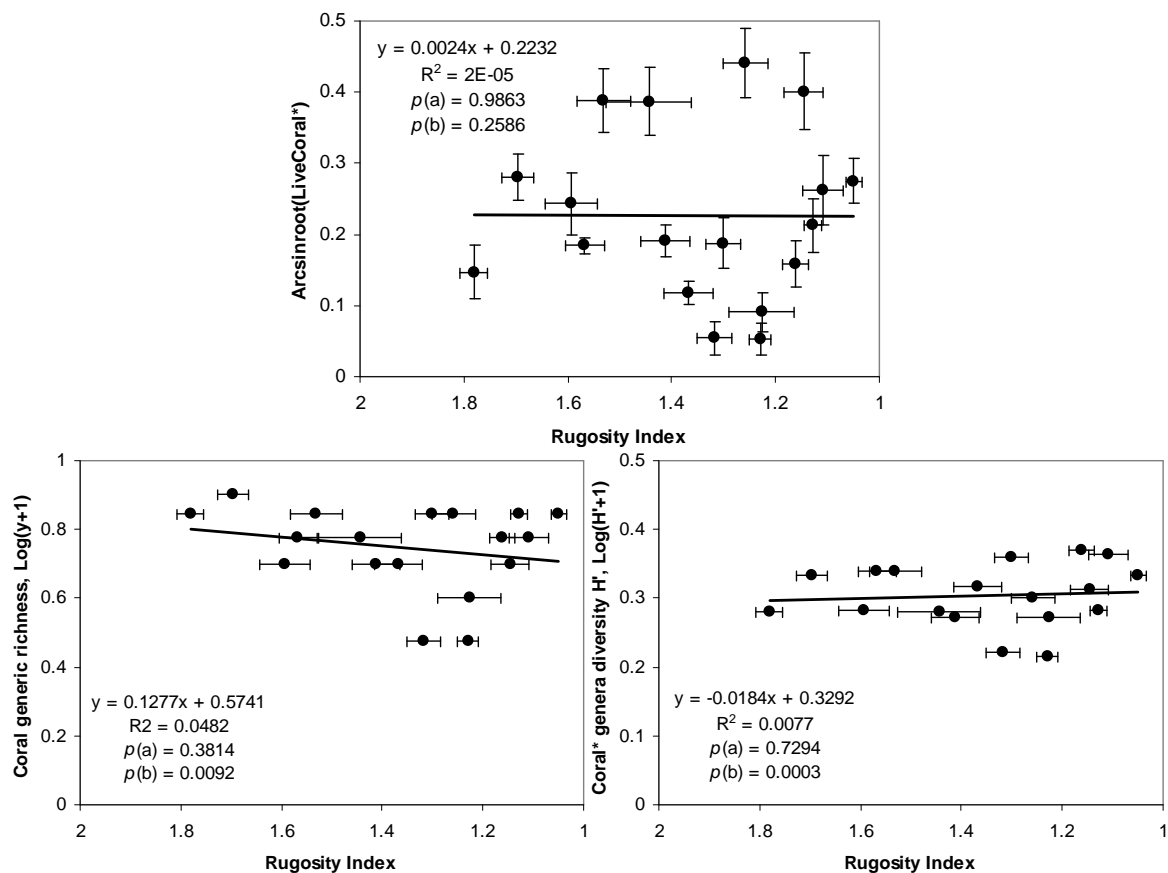 0.5
y = 0.0024x + 0.2232
R² = 2E-05
p(a) = 0.9863
p(b) = 0.2586
0.4
0.3
0.2
0.1
0
Arcsinroot(LiveCoral*)
2 1.8 1.6 1.4 1.2 1
Rugosity Index
1
0.8
0.6
0.4
0.2
0
Coral generic richness, Log(y+1)
y = 0.1277x + 0.5741
R2 = 0.0482
p(a) = 0.3814
p(b) = 0.0092
2 1.8 1.6 1.4 1.2 1
Rugosity Index
0.5
0.4
0.3
0.2
0.1
0
Coral* genera diversity H', Log(H'+1)
y = -0.0184x + 0.3292
R² = 0.0077
p(a) = 0.7294
p(b) = 0.0003
2 1.8 1.6 1.4 1.2 1
Rugosity Index